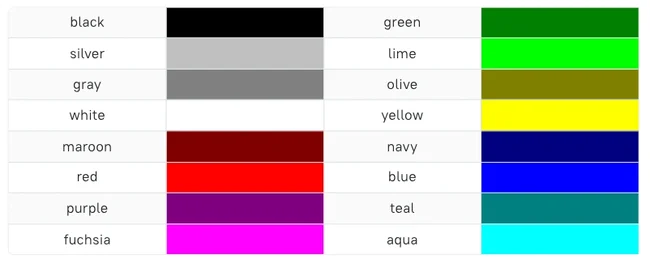 black green
silver lime
gray olive
white yellow
maroon navy
red blue
purple teal
fuchsia aqua